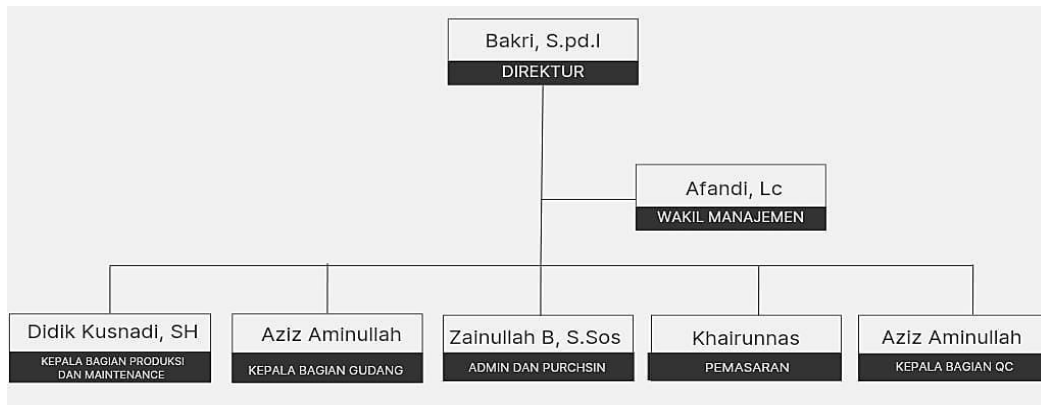 Bakri, S.pd.I
DIREKTUR
Afandi, Lc
WAKIL MANAJEMEN
Didik Kusnadi, SH
KEPALA BAGIAN PRODUKSI
DAN MAINTENANCE
Aziz Aminullah
KEPALA BAGIAN GUDANG
Zainullah B, S.Sos
ADMIN DAN PURCHSIN
Khairunnas
PEMASARAN
Aziz Aminullah
KEPALA BAGIAN QC